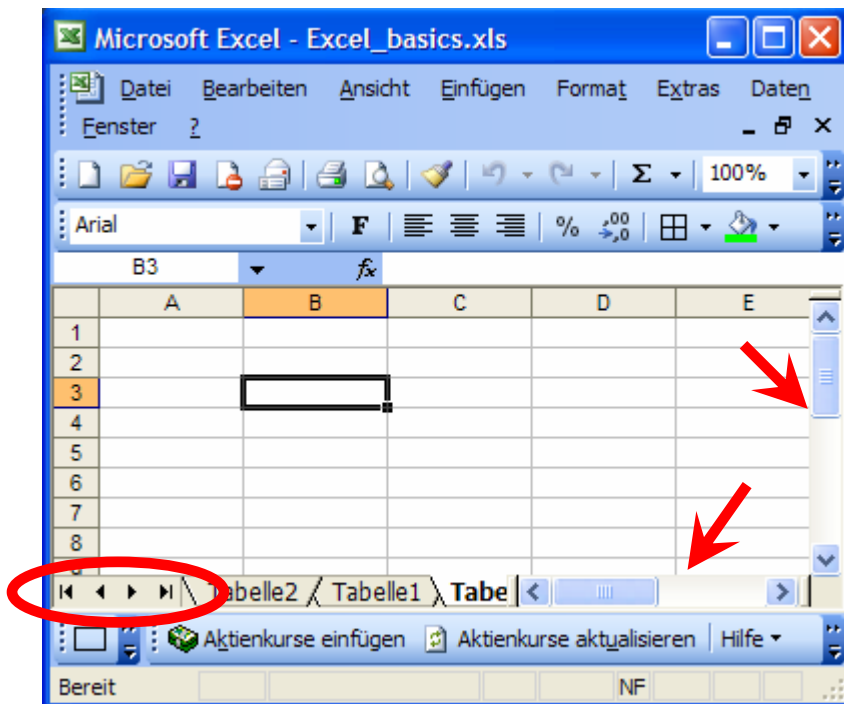 Microsoft Excel - Excel_basics.xls
Datei Bearbeiten Ansicht Einfügen Format Extras Daten
Fenster ?
Σ 100%
Arial F % ,00 ,0
B3 fx
A B C D E
1
2
3
4
5
6
7
8
Tabelle2 Tabelle1 Tabe
Aktienkurse einfügen Aktienkurse aktualisieren Hilfe
Bereit NF